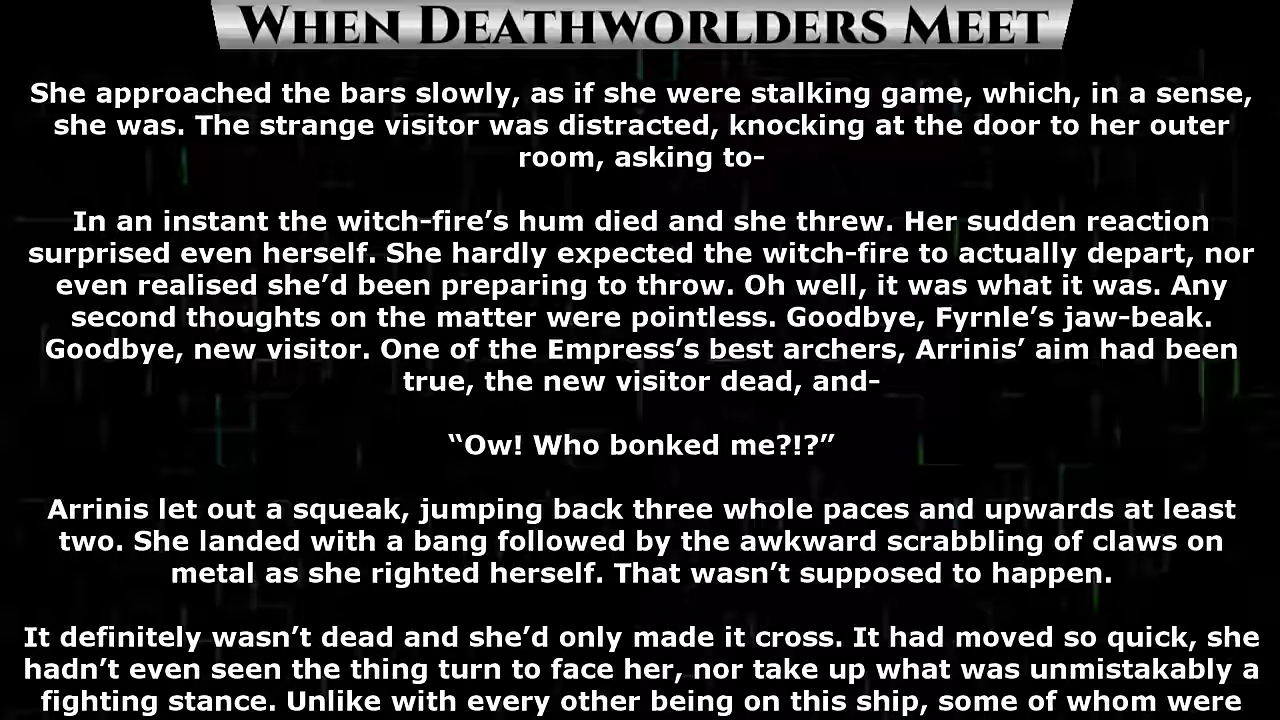 WHEN DEATHWORLDERS MEET
She approached the bars slowly, as if she were stalking game, which, in a sense,
she was. The strange visitor was distracted, knocking at the door to her outer
room, asking to-
In an instant the witch-fire’s hum died and she threw. Her sudden reaction
surprised even herself. She hardly expected the witch-fire to actually depart, nor
even realised she’d been preparing to throw. Oh well, it was what it was. Any
second thoughts on the matter were pointless. Goodbye, Fyrnle’s jaw-beak.
Goodbye, new visitor. One of the Empress’s best archers, Arrinis’ aim had been
true, the new visitor dead, and-
“Ow! Who bonked me?!?”
Arrinis let out a squeak, jumping back three whole paces and upwards at least
two. She landed with a bang followed by the awkward scrabbling of claws on
metal as she righted herself. That wasn’t supposed to happen.
It definitely wasn’t dead and she’d only made it cross. It had moved so quick, she
hadn’t even seen the thing turn to face her, nor take up what was unmistakably a
fighting stance. Unlike with every other being on this ship, some of whom were